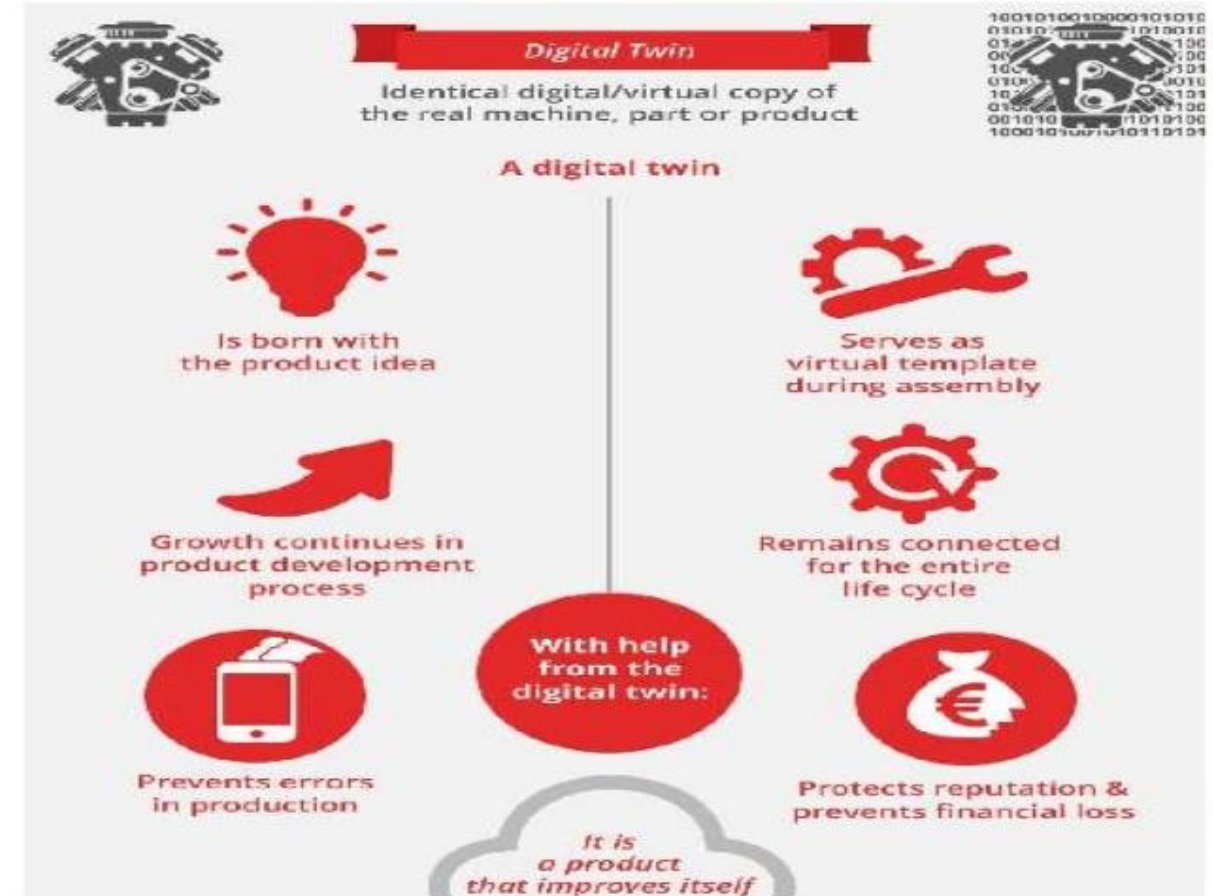 Digital Twin
Identical digital/virtual copy of
the real machine, part or product
A digital twin
Is born with
the product idea
Serves as
virtual template
during assembly
Growth continues in
product development
process
Remains connected
for the entire
life cycle
With help
from the
digital twin:
Prevents errors
in production
€
Protects reputation &
prevents financial loss
It is
a product
that improves itself